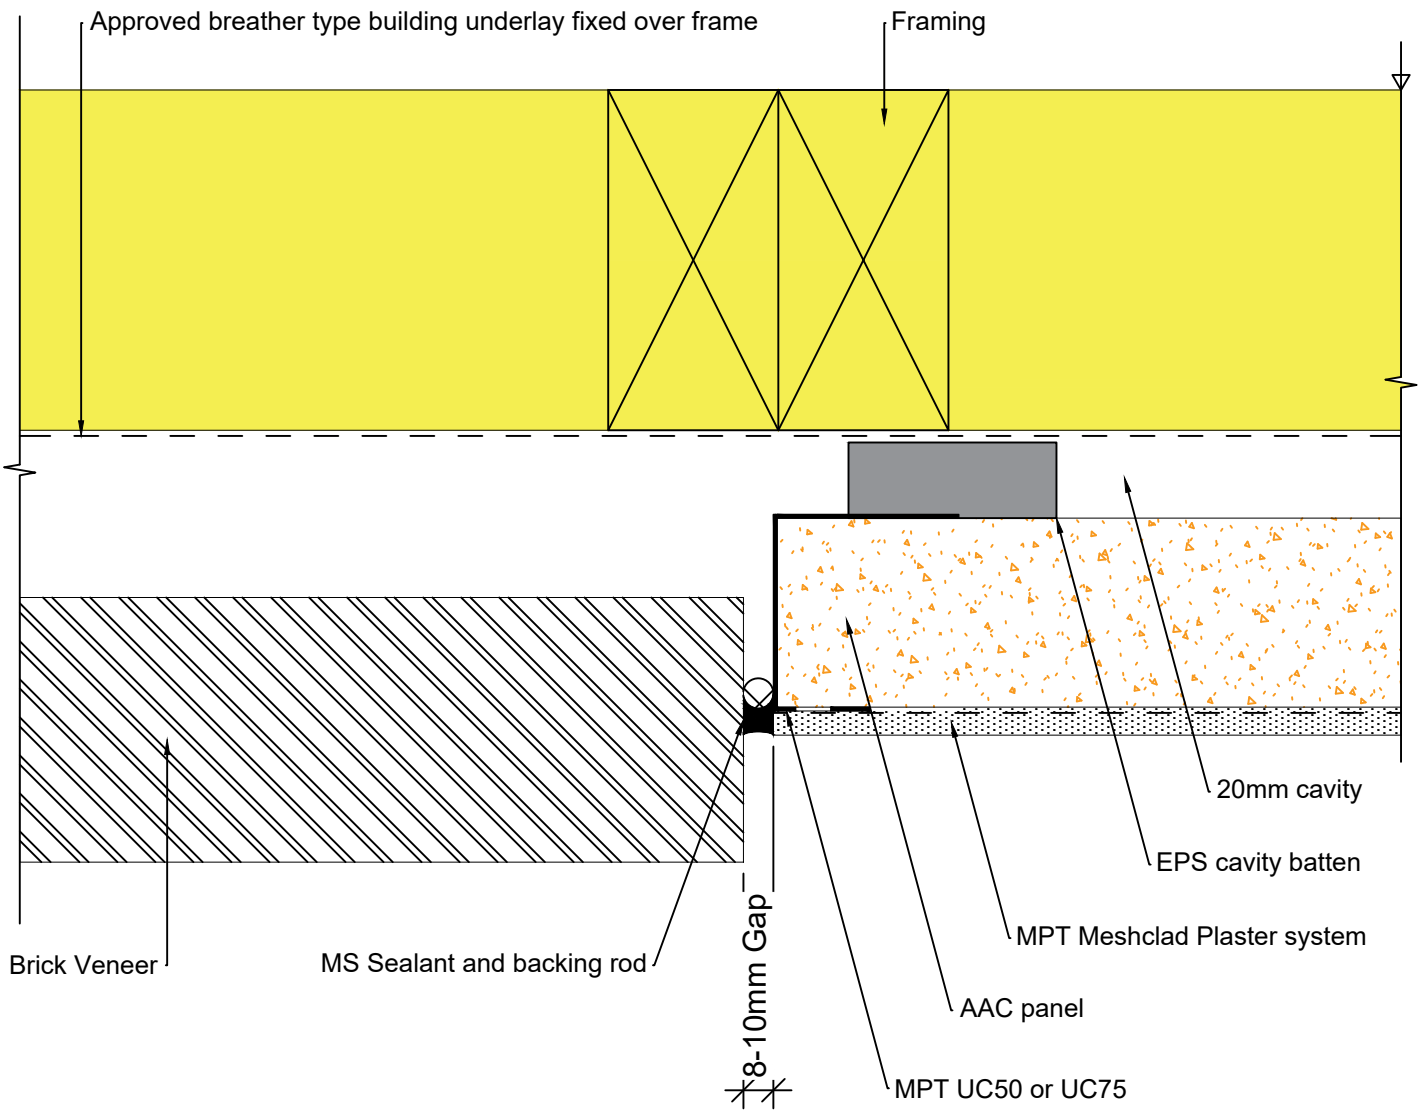 Approved breather type building underlay fixed over frame
Framing
20mm cavity
EPS cavity batten
MPT Meshclad Plaster system
Brick Veneer
MS Sealant and backing rod
8-10mm Gap
AAC panel
MPT UC50 or UC75